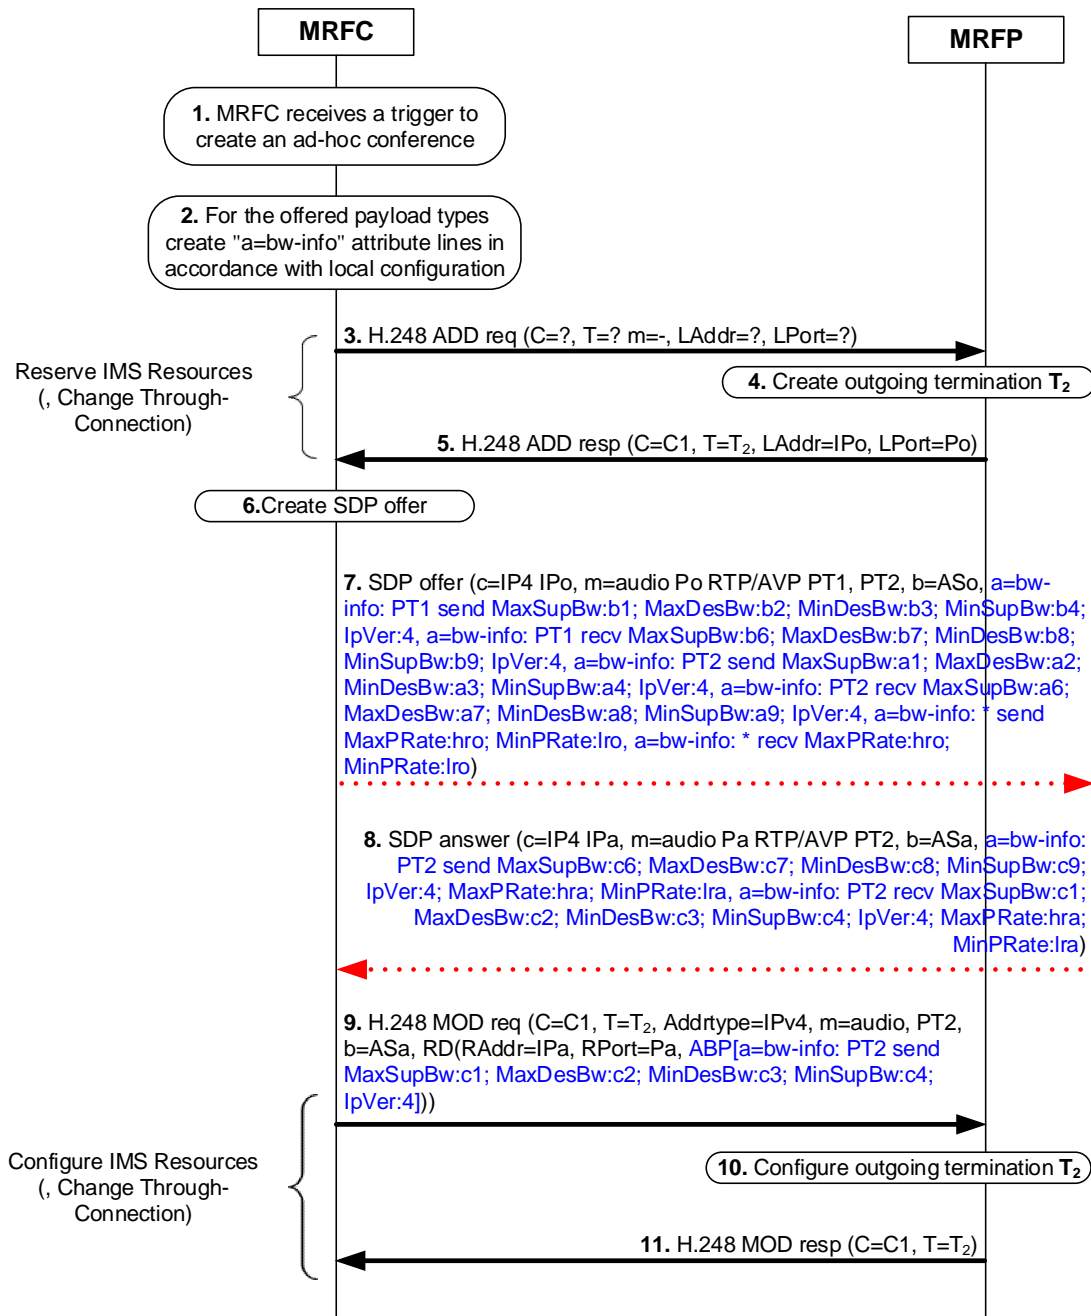 MRFC
MRFP
1. MRFC receives a trigger to
create an ad-hoc conference
2. For the offered payload types
create "a=bw-info" attribute lines in
accordance with local configuration
3. H.248 ADD req (C=?, T=? m=-, LAddr=?, LPort=?)
Reserve IMS Resources
(, Change Through-
Connection)
4. Create outgoing termination T2
5. H.248 ADD resp (C=C1, T=T2, LAddr=IPo, LPort=Po)
6.Create SDP offer
7. SDP offer (c=IP4 IPo, m=audio Po RTP/AVP PT1, PT2, b=ASo, a=bw-
info: PT1 send MaxSupBw:b1; MaxDesBw:b2; MinDesBw:b3; MinSupBw:b4;
IpVer:4, a=bw-info: PT1 recv MaxSupBw:b6; MaxDesBw:b7; MinDesBw:b8;
MinSupBw:b9; IpVer:4, a=bw-info: PT2 send MaxSupBw:a1; MaxDesBw:a2;
MinDesBw:a3; MinSupBw:a4; IpVer:4, a=bw-info: PT2 recv MaxSupBw:a6;
MaxDesBw:a7; MinDesBw:a8; MinSupBw:a9; IpVer:4, a=bw-info: * send
MaxPRate:hro; MinPRate:lro, a=bw-info: * recv MaxPRate:hro;
MinPRate:lro)
8. SDP answer (c=IP4 IPa, m=audio Pa RTP/AVP PT2, b=ASa, a=bw-info:
PT2 send MaxSupBw:c6; MaxDesBw:c7; MinDesBw:c8; MinSupBw:c9;
IpVer:4; MaxPRate:hra; MinPRate:lra, a=bw-info: PT2 recv MaxSupBw:c1;
MaxDesBw:c2; MinDesBw:c3; MinSupBw:c4; IpVer:4; MaxPRate:hra;
MinPRate:lra)
9. H.248 MOD req (C=C1, T=T2, Addrtype=IPv4, m=audio, PT2,
b=ASa, RD(RAddr=IPa, RPort=Pa, ABP[a=bw-info: PT2 send
MaxSupBw:c1; MaxDesBw:c2; MinDesBw:c3; MinSupBw:c4;
IpVer:4]))
Configure IMS Resources
(, Change Through-
Connection)
10. Configure outgoing termination T2
11. H.248 MOD resp (C=C1, T=T2)